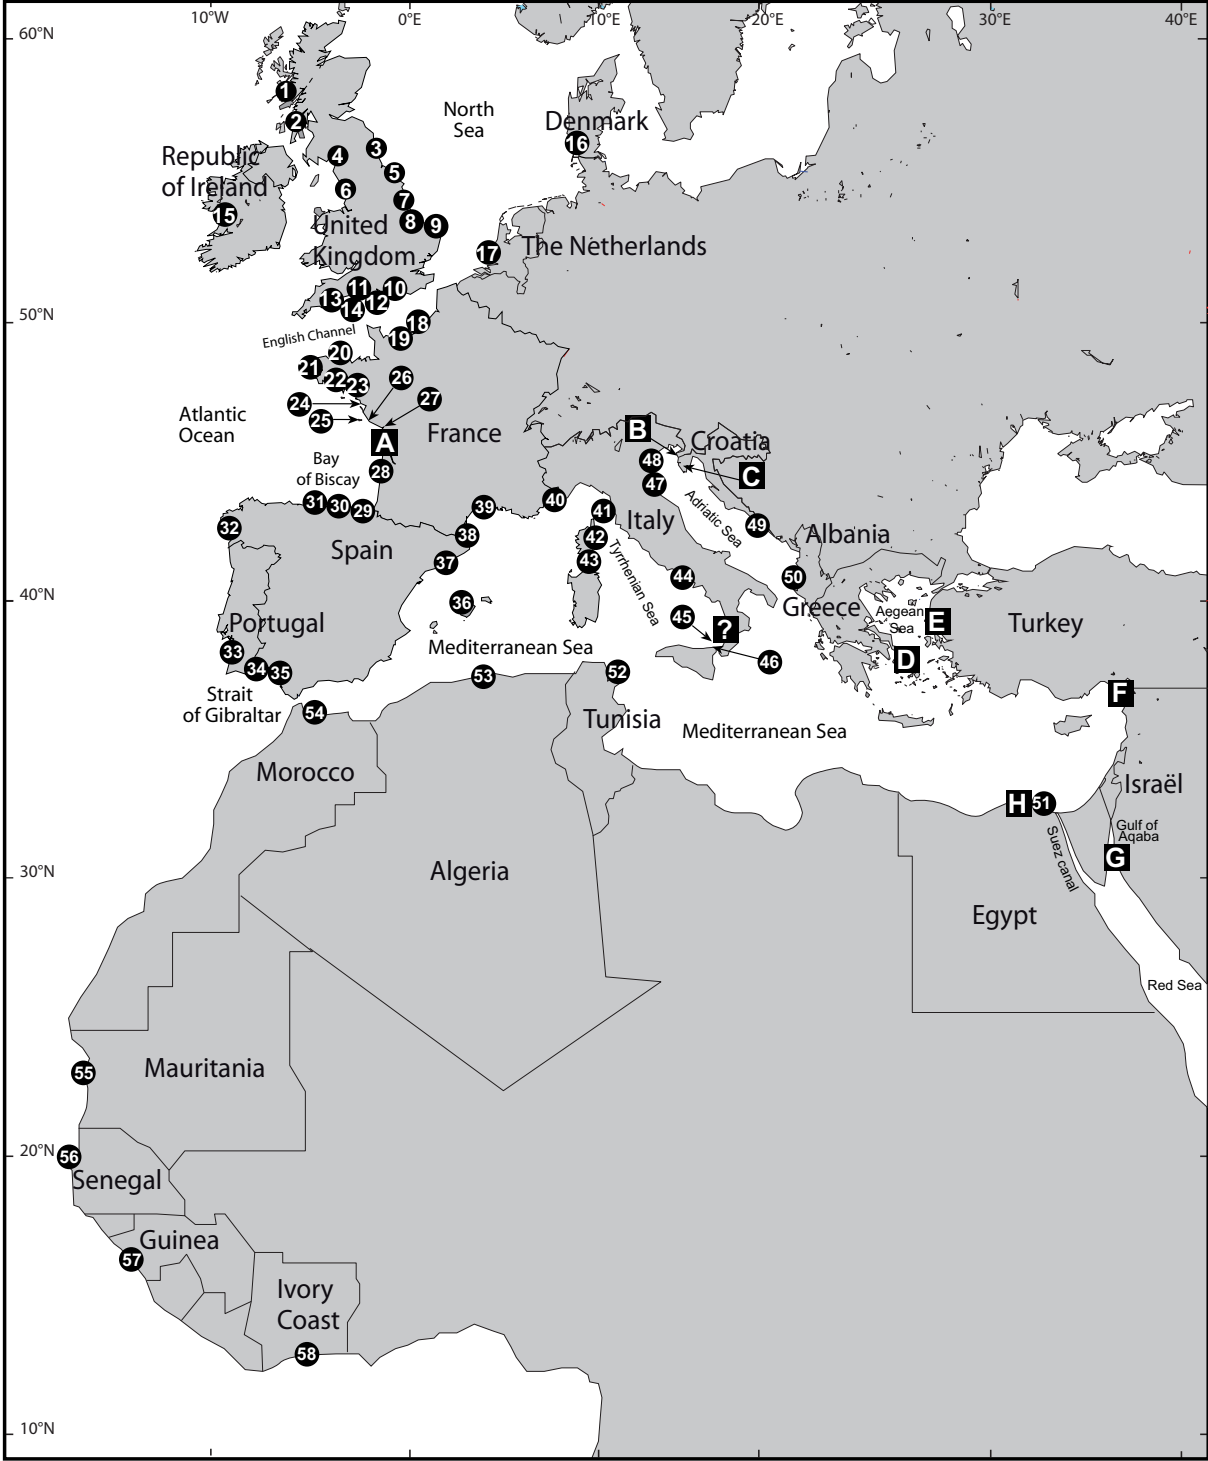 10°W
0°E
10°E
20°E
30°E
40°E
60°N
1
North
Sea
2
Denmark
16
3
4
Republic
of Ireland
5
6
7
15
8
9
United
Kingdom
17
The Netherlands
11
10
13
12
14
50°N
18
English Channel
19
20
21
22
23
26
24
27
25
Atlantic
Ocean
France
A
B
Croatia
48
C
Bay
of Biscay
28
47
31
30
29
39
40
41
Adriatic Sea
32
Italy
49
38
42
Albania
Spain
43
37
Tyrrhenian Sea
44
50
40°N
36
Greece
Aegean
Sea
E
Turkey
45
?
Portugal
Mediterranean Sea
33
34
35
46
D
53
52
F
Strait
of Gibraltar
54
Tunisia
Mediterranean Sea
Morocco
Israël
H
51
Gulf of
Aqaba
Suez canal
G
30°N
Algeria
Egypt
Red Sea
Mauritania
55
20°N
56
Senegal
Guinea
57
Ivory
Coast
58
10°N